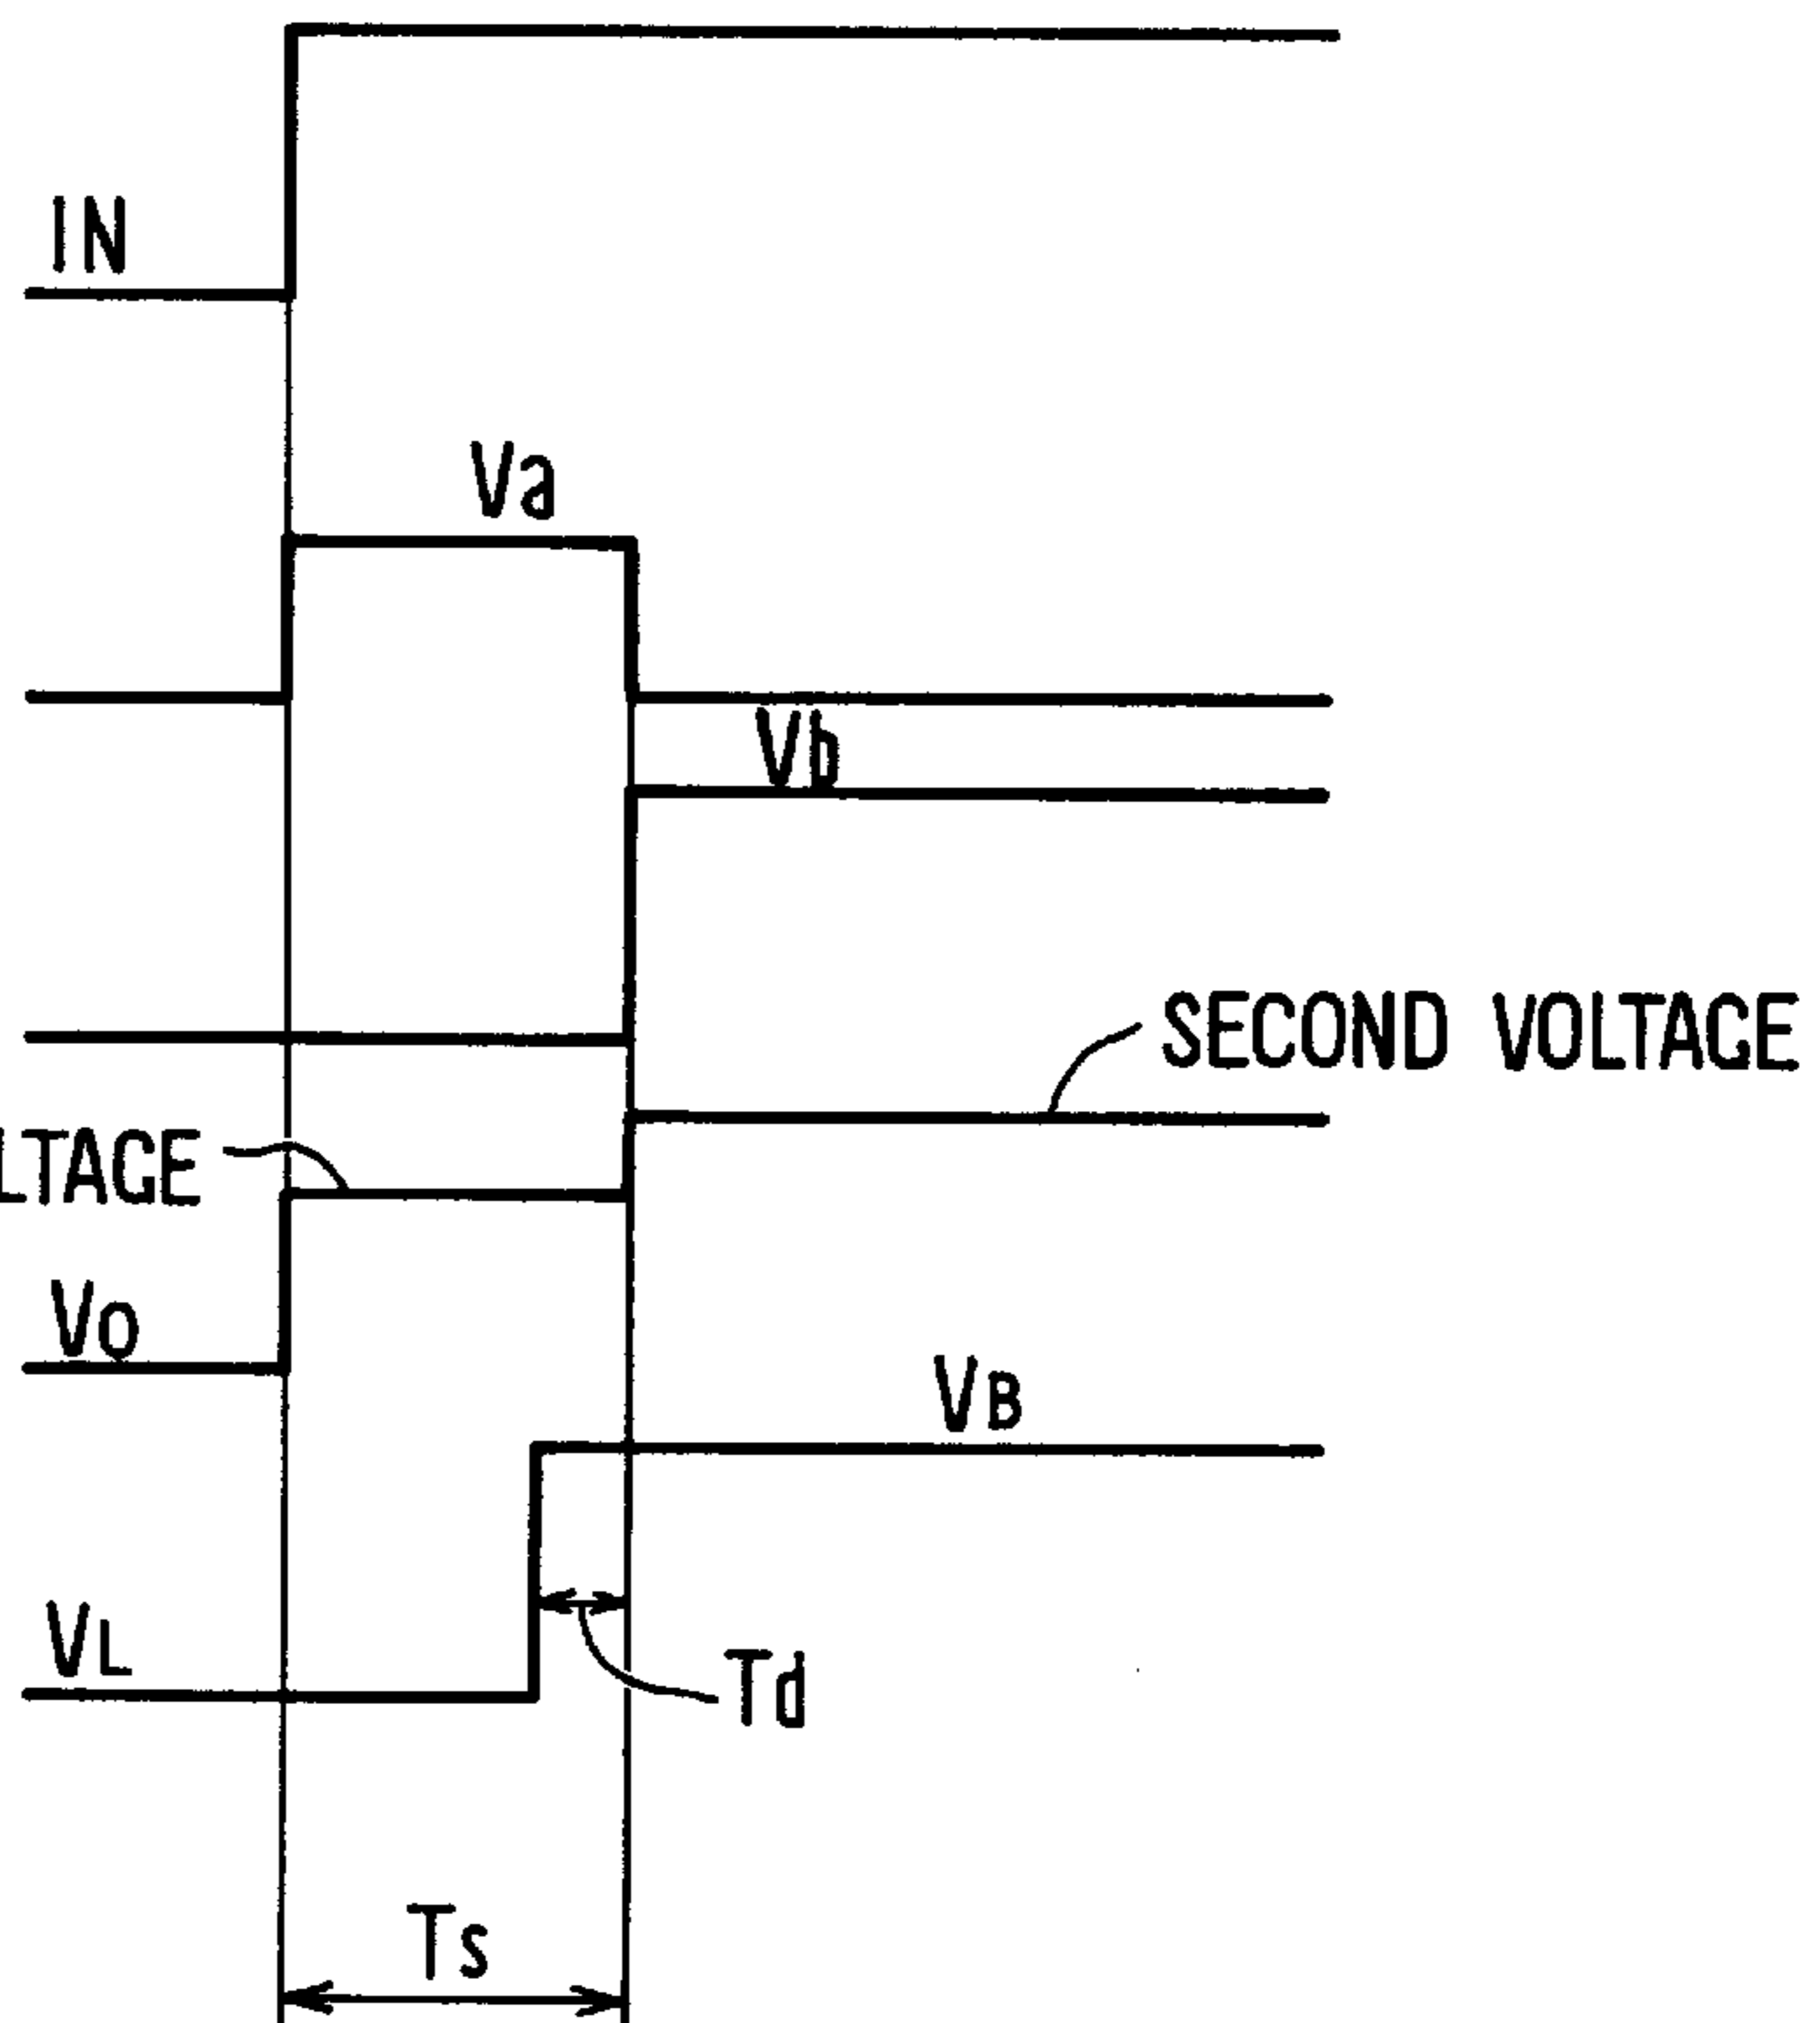 IN
Va
Vb
SECOND VOLTAGE
LTAGE
Vo
VB
VL
Td
Ts